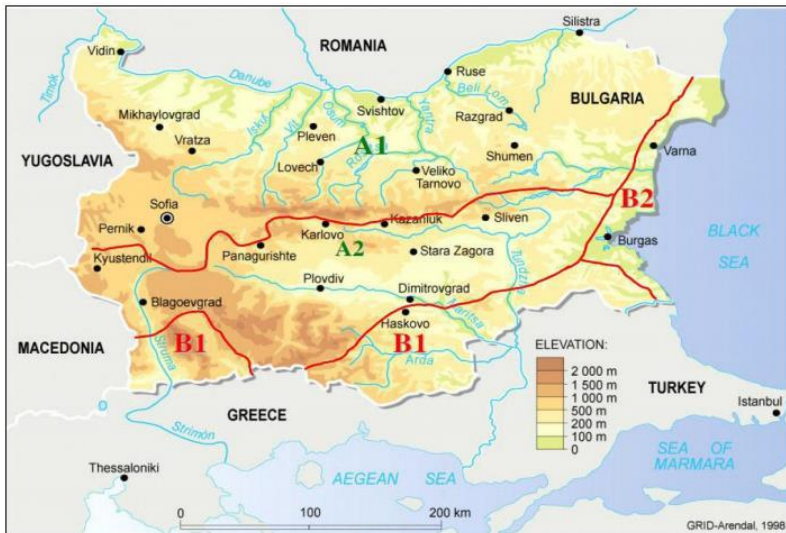 Silistra
ROMANIA
Vidin
Timok
Danube
Ruse
Beli Lom
BULGARIA
Svishtov
Iskŭr
Vit
Osum
Yantra
Mikhaylovgrad
Razgrad
Pleven
A1
Vratza
Shumen
Varna
YUGOSLAVIA
Lovech
Veliko
Tarnovo
B2
Sofia
Pernik
Karlovo
Kazanluk
Sliven
Burgas
BLACK
SEA
Kyustendil
Panagurishte
A2
Stara Zagora
Plovdiv
Dimitrovgrad
Tundzha
Blagoevgrad
Maritsa
Haskovo
MACEDONIA
B1
B1
Struma
Arda
ELEVATION:
2 000 m
1 500 m
1 000 m
500 m
200 m
100 m
0
TURKEY
Istanbul
GREECE
Strimón
SEA OF
MARMARA
Thessaloniki
AEGEAN SEA
0 100 200 km
GRID-Arendal, 1998